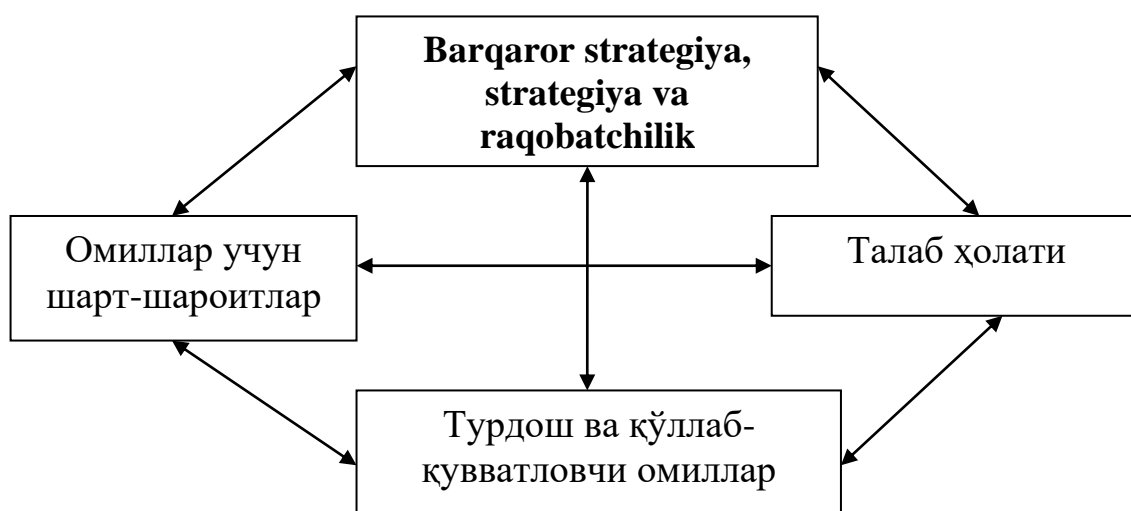 Barqaror strategiya,
strategiya va
raqobatchilik
Омиллар учун
шарт-шароитлар
Талаб ҳолати
Турдош ва қўллаб-
қувватловчи омиллар